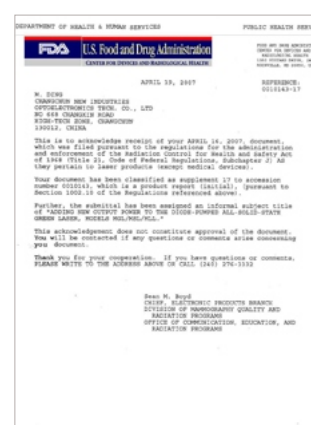 DEPARTMENT OF HEALTH & HUMAN SERVICES
PUBLIC HEALTH SERV
FDA U.S. Food and Drug Administration
CENTER FOR DEVICES AND RADIOLOGICAL HEALTH
APRIL 19, 2007
REFERENCE:
0010143-17
M. DING
CHANGCHUN NEW INDUSTRIES
OPTOELECTRONICS TECH. CO., LTD
NO 668 CHANGXIN ROAD
HIGH-TECH ZONE, CHANGCHUN
130012, CHINA
This is to acknowledge receipt of your APRIL 16, 2007, document,
which was filed pursuant to the regulations for the administration
and enforcement of the Radiation Control for Health and Safety Act
of 1968 (Title 21, Code of Federal Regulations, Subchapter J) As
they pertain to laser products (except medical devices).
Your document has been classified as supplement 17 to accession
number 0010143, which is a product report (initial), (pursuant to
Section 1002.10 of the Regulations referenced above).
Further, the submittal has been assigned an informal subject title
of "ADDING NEW OUTPUT POWER TO THE DIODE-PUMPED ALL-SOLID-STATE
GREEN LASER, MODELS MGL/MSL/MLL."
This acknowledgement does not constitute approval of the document.
You will be contacted if any questions or comments arise concerning
you document.
Thank you for your cooperation. If you have questions or comments,
PLEASE WRITE TO THE ADDRESS ABOVE OR CALL (240) 276-3332
Sean M. Boyd
CHIEF, ELECTRONIC PRODUCTS BRANCH
DIVISION OF MAMMOGRAPHY QUALITY AND
RADIATION PROGRAMS
OFFICE OF COMMUNICATION, EDUCATION, AND
RADIATION PROGRAMS